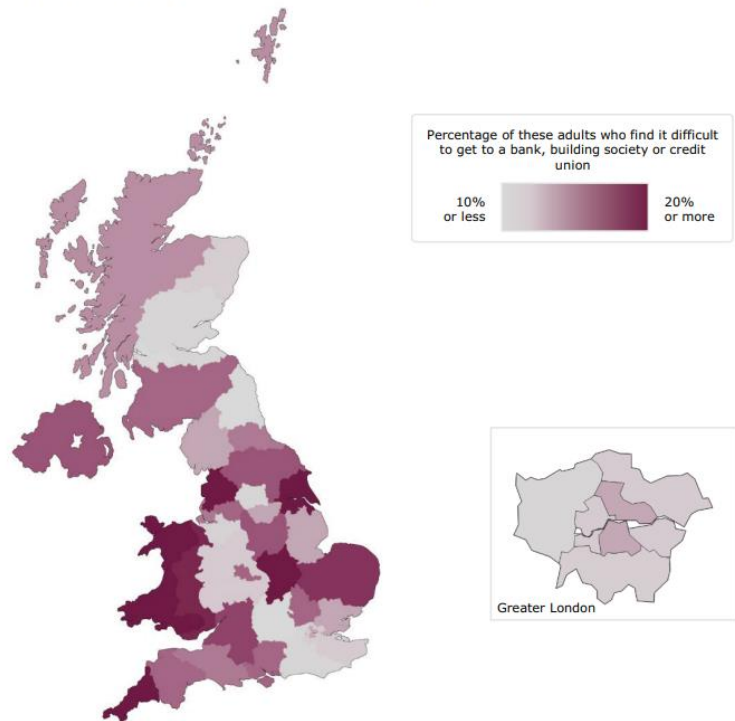 Percentage of these adults who find it difficult
to get to a bank, building society or credit
union
10%
or less
20%
or more
Greater London